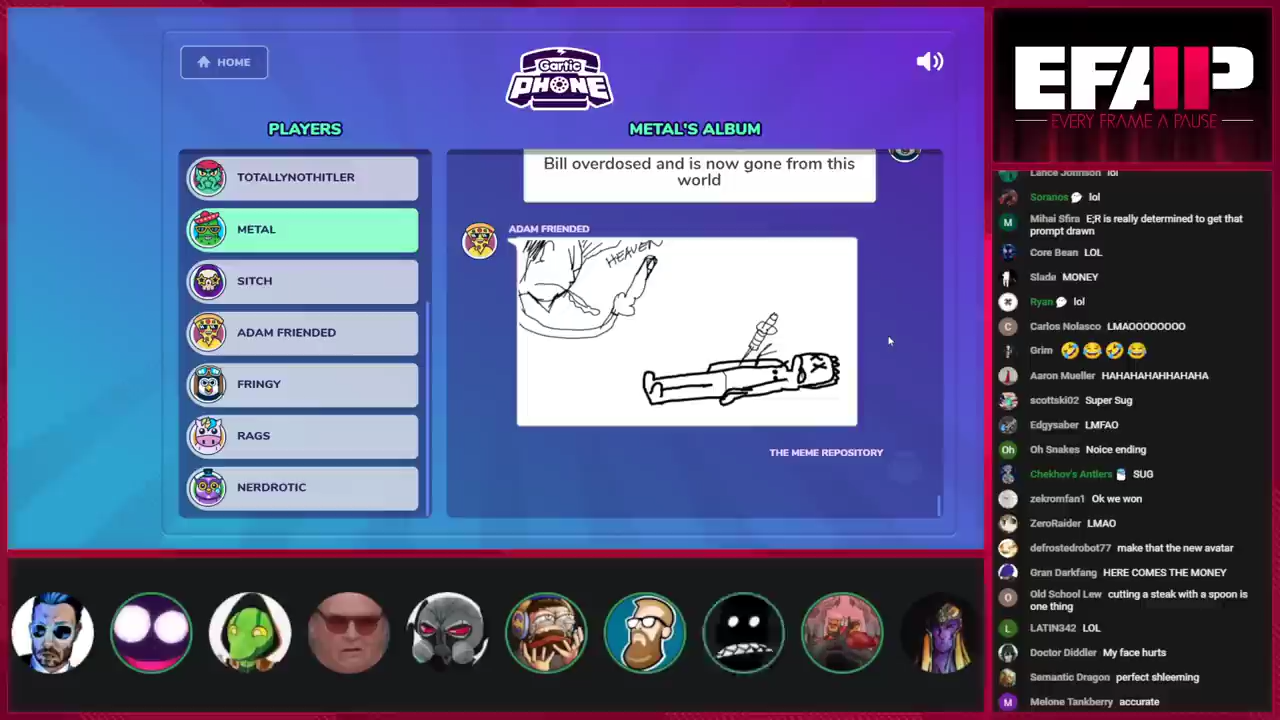 HOME
Gartic
PHONE
PLAYERS
METAL'S ALBUM
TOTALLYNOTHITLER
METAL
SITCH
ADAM FRIENDED
FRINGY
RAGS
NERDROTIC
Bill overdosed and is now gone from this
world
ADAM FRIENDED
HEAVEN
THE MEME REPOSITORY
EFAP
EVERY FRAME A PAUSE
Lance Johnson lol
Soranos lol
M Mihai Sfira E;R is really determined to get that
prompt drawn
Core Bean LOL
Slade MONEY
Ryan lol
Carlos Nolasco LMAOOOOOOO
Grim 🤣😂🤣😂
Aaron Mueller HAHAHAHAHHAHAHA
scottski02 Super Sug
Edgysaber LMFAO
Oh Oh Snakes Noice ending
Chekhov's Antlers SUG
zekromfan1 Ok we won
ZeroRaider LMAO
defrostedrobot77 make that the new avatar
Gran Darkfang HERE COMES THE MONEY
O Old School Lew cutting a steak with a spoon is
one thing
L LATIN342 LOL
Doctor Diddler My face hurts
Semantic Dragon perfect shleeming
M Melone Tankberry accurate